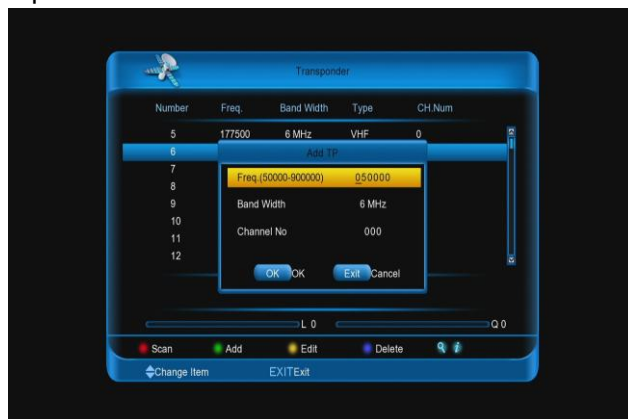 Transponder
Number Freq. Band Width Type CH.Num
5 177500 6 MHz VHF 0
6
Add TP
7
Freq.(50000-900000) 050000
8
9
Band Width 6 MHz
10
Channel No 000
11
12
OK OK Exit Cancel
L 0 Q 0
Scan Add Edit Delete
Change Item EXITExit